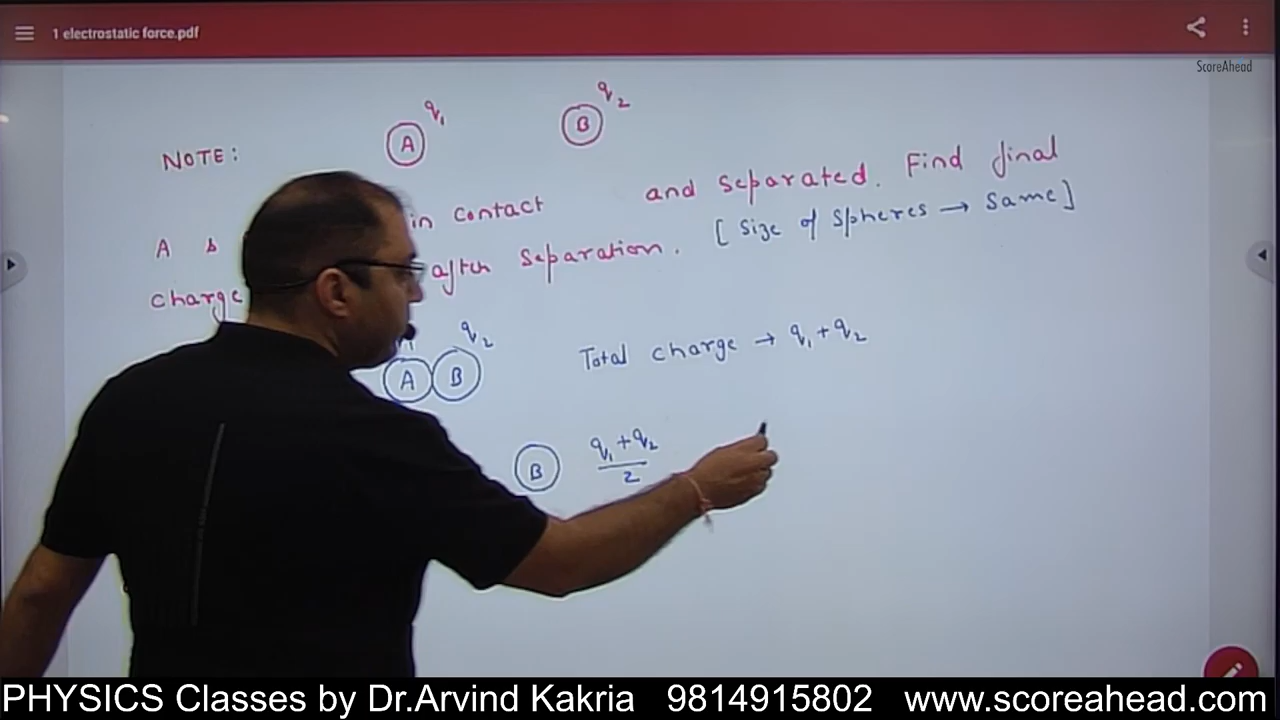 1 electrostatic force.pdf
ScoreAhead
q₁ q₂
NOTE: A B
A & in contact and separated. Find final
charge after separation. [Size of spheres → Same]
q₂
A B Total charge → q₁+q₂
B q₁+q₂/2
PHYSICS Classes by Dr.Arvind Kakria 9814915802 www.scoreahead.com